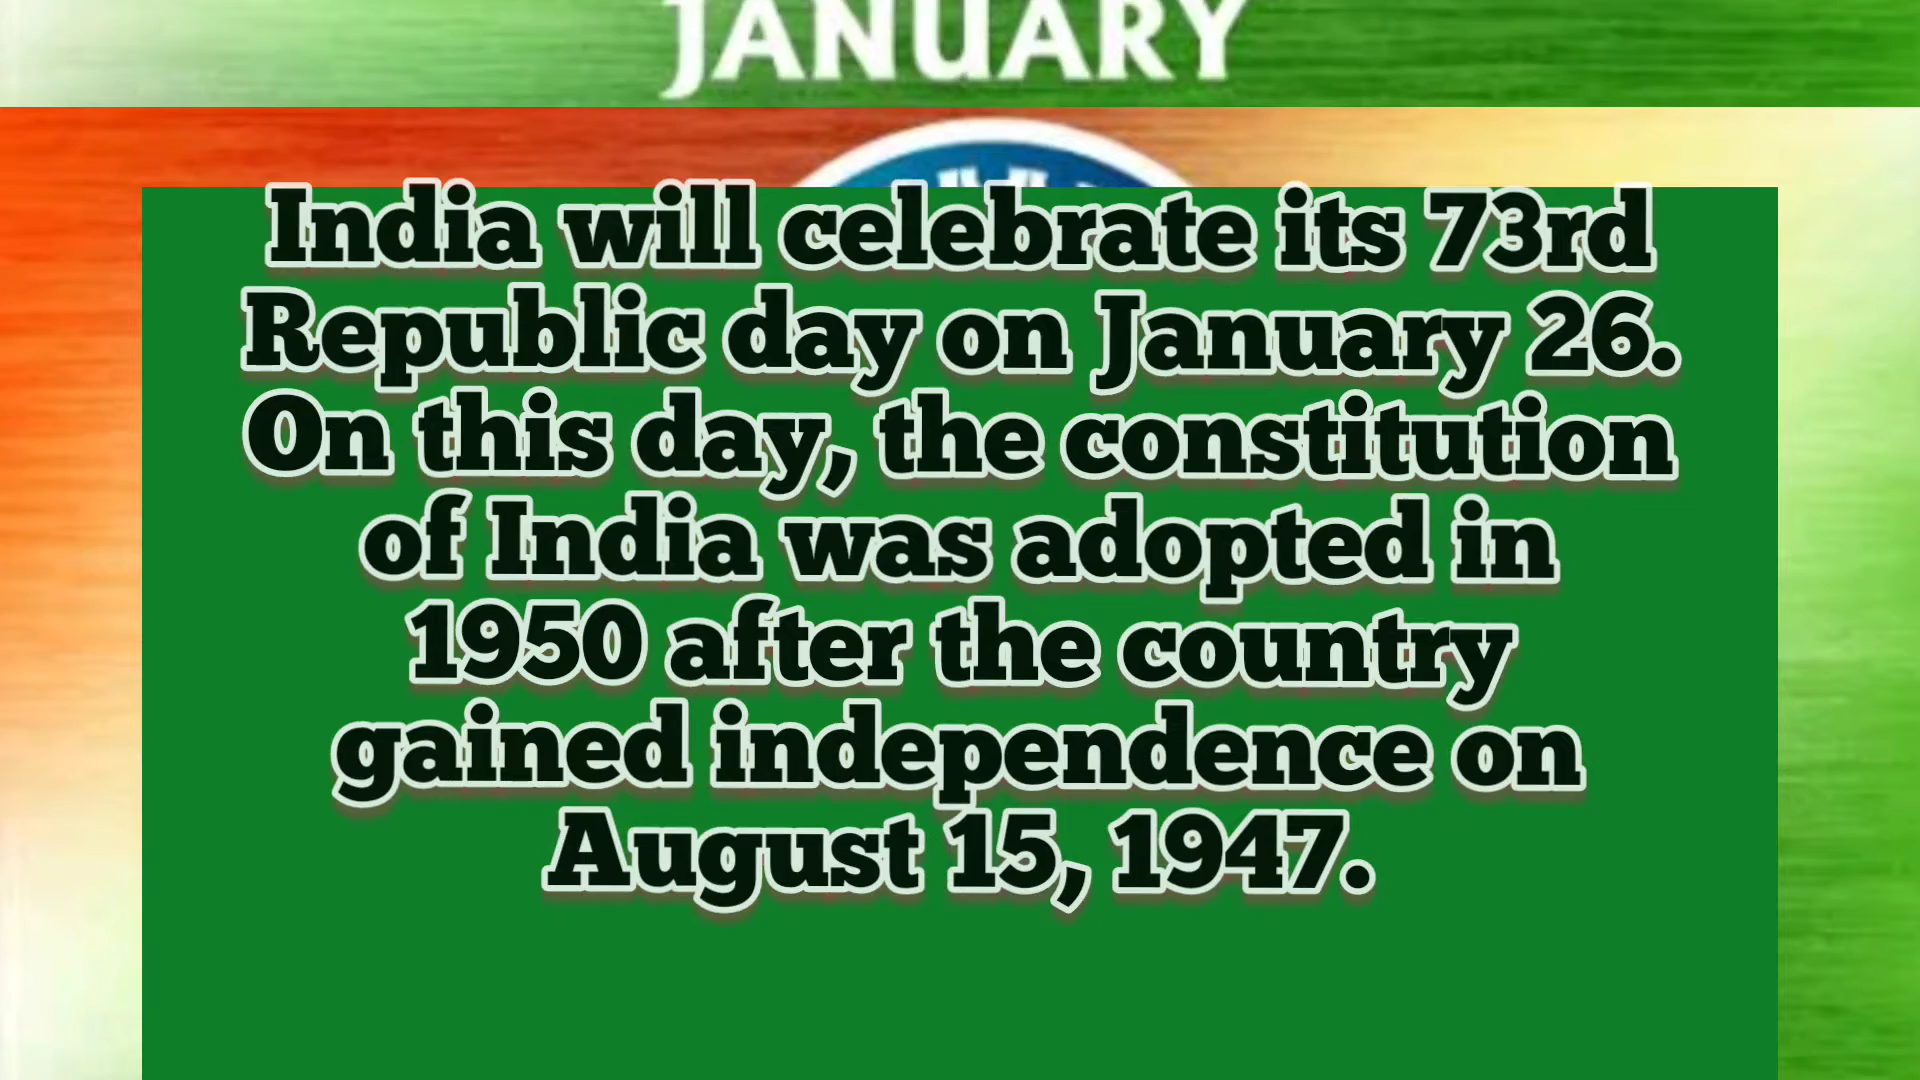 JANUARY
India will celebrate its 73rd
Republic day on January 26.
On this day, the constitution
of India was adopted in
1950 after the country
gained independence on
August 15, 1947.